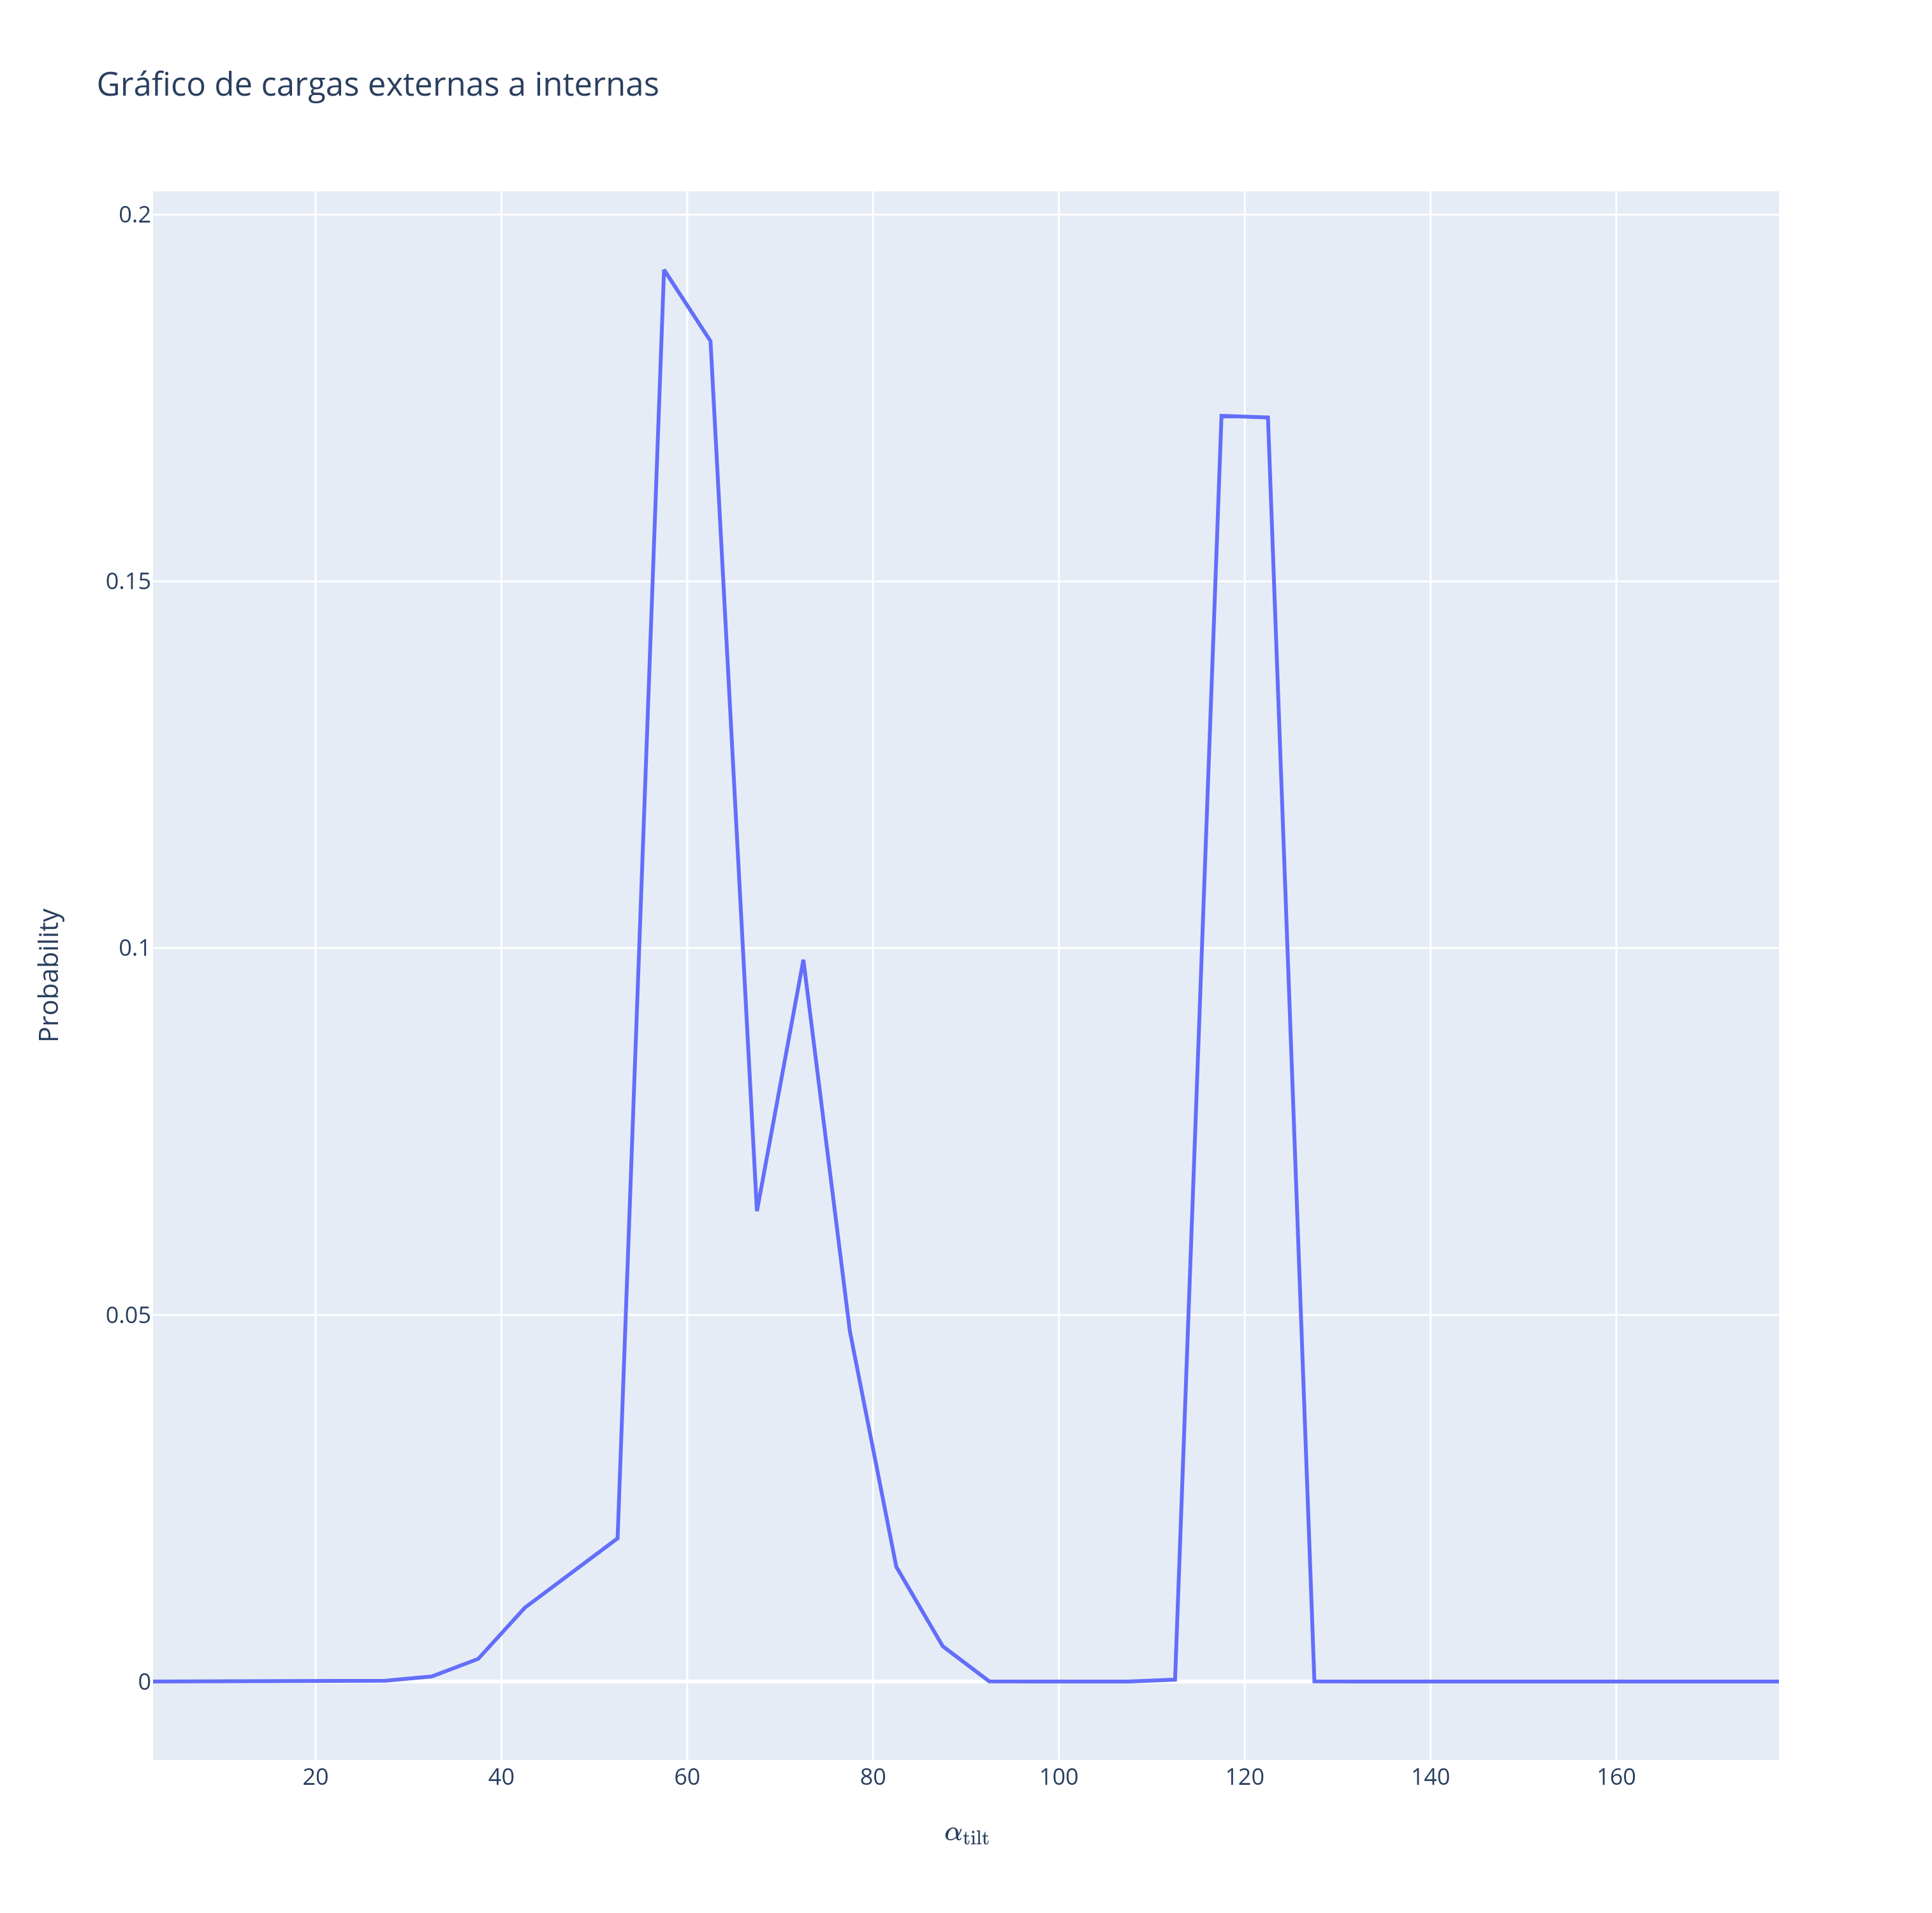 Gráfico de cargas externas a internas
0.2
0.15
0.1
0.05
0
Probability
20 40 60 80 100 120 140 160
α_tilt